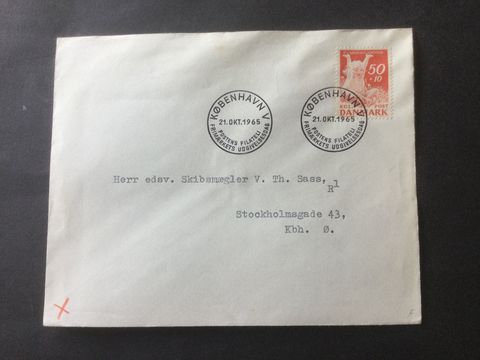 50
+10
POST
DANMARK
KØBENHAVN V
21.OKT.1965
POSTENS FILATELI
FRIMÆRKETS UDGIVELSESDAG
KØBENHAVN V
21.OKT.1965
POSTENS FILATELI
FRIMÆRKETS UDGIVELSESDAG
Herr edsv. Skibsmægler V. Th. Sass, R1
Stockholmsgade 43,
Kbh. Ø.